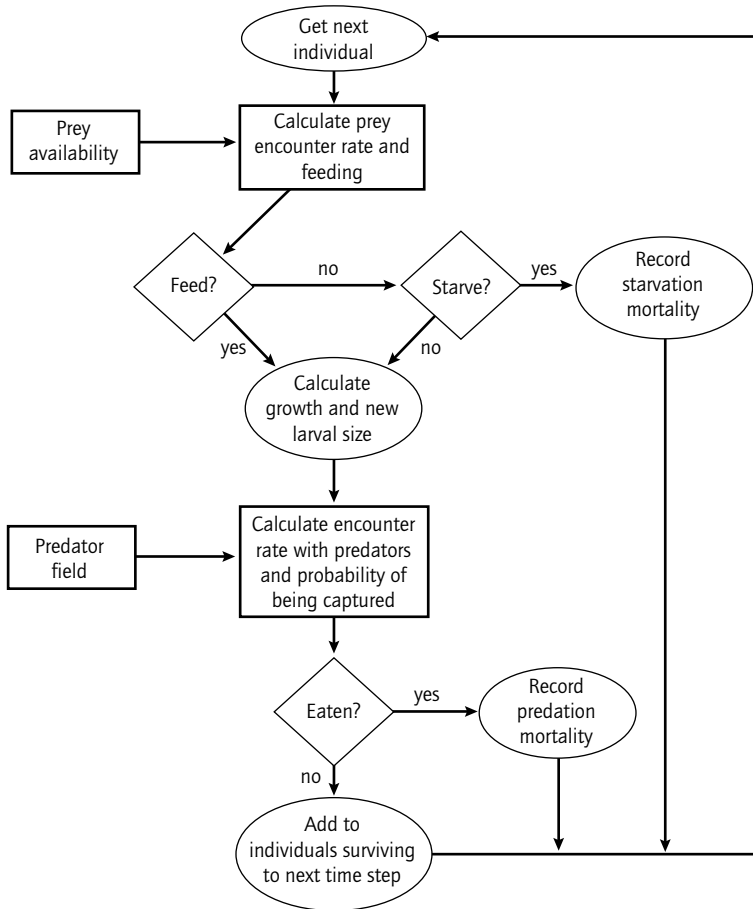 Get next
individual
Prey
availability
Calculate prey
encounter rate and
feeding
Feed?
no
Starve?
yes
Record
starvation
mortality
yes
no
Calculate
growth and new
larval size
Predator
field
Calculate encounter
rate with predators
and probability of
being captured
Eaten?
yes
Record
predation
mortality
no
Add to
individuals surviving
to next time step